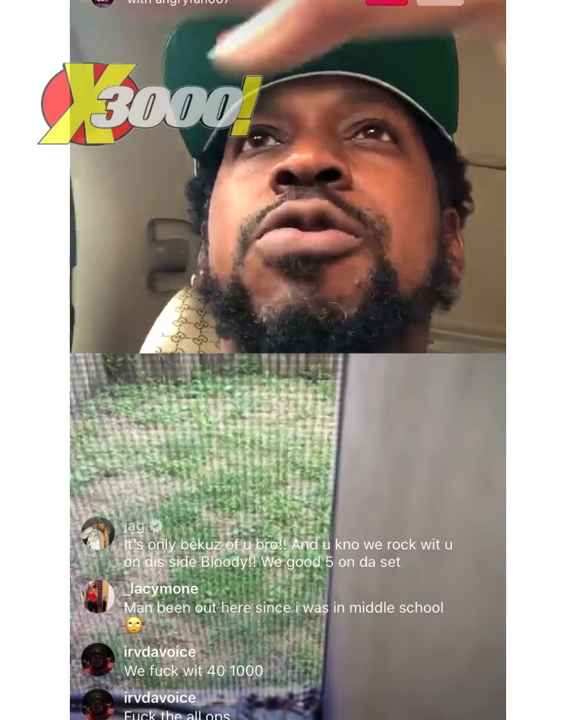 with angryfan007
X3000!
jag
It's only bekuz of u bro!! And u kno we rock wit u
on dis side Bloody!! We good 5 on da set
_lacymone
Man been out here since i was in middle school
🙄
irvdavoice
We fuck wit 40 1000
irvdavoice
Fuck the all ops